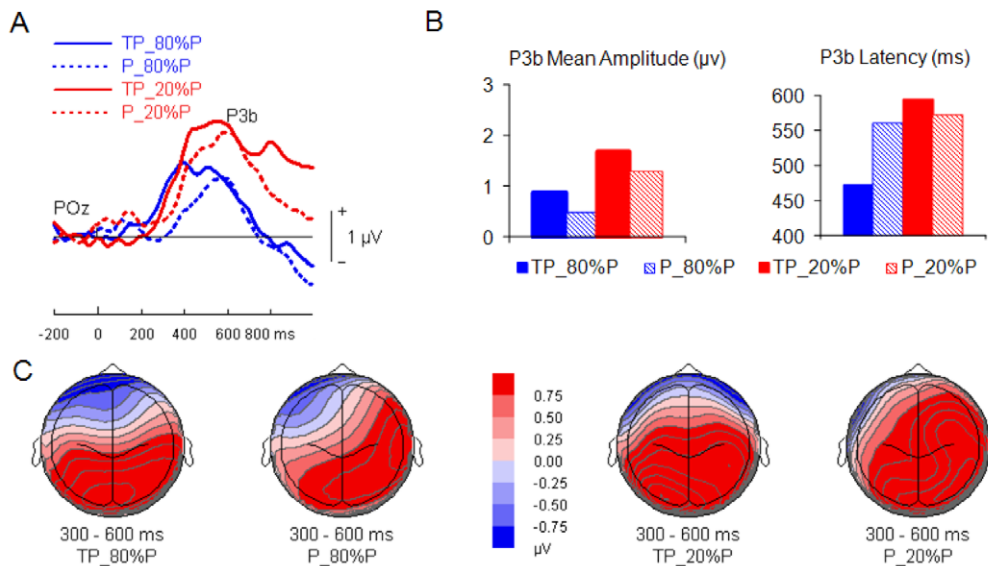 A
TP_80%P
P_80%P
TP_20%P
P_20%P
P3b
POz
+
1 µV
–
-200 0 200 400 600 800 ms
B
P3b Mean Amplitude (µv)
3
2
1
0
P3b Latency (ms)
600
550
500
450
400
TP_80%P P_80%P TP_20%P P_20%P
C
0.75
0.50
0.25
0.00
-0.25
-0.50
-0.75
µV
300 - 600 ms
TP_80%P
300 - 600 ms
P_80%P
300 - 600 ms
TP_20%P
300 - 600 ms
P_20%P